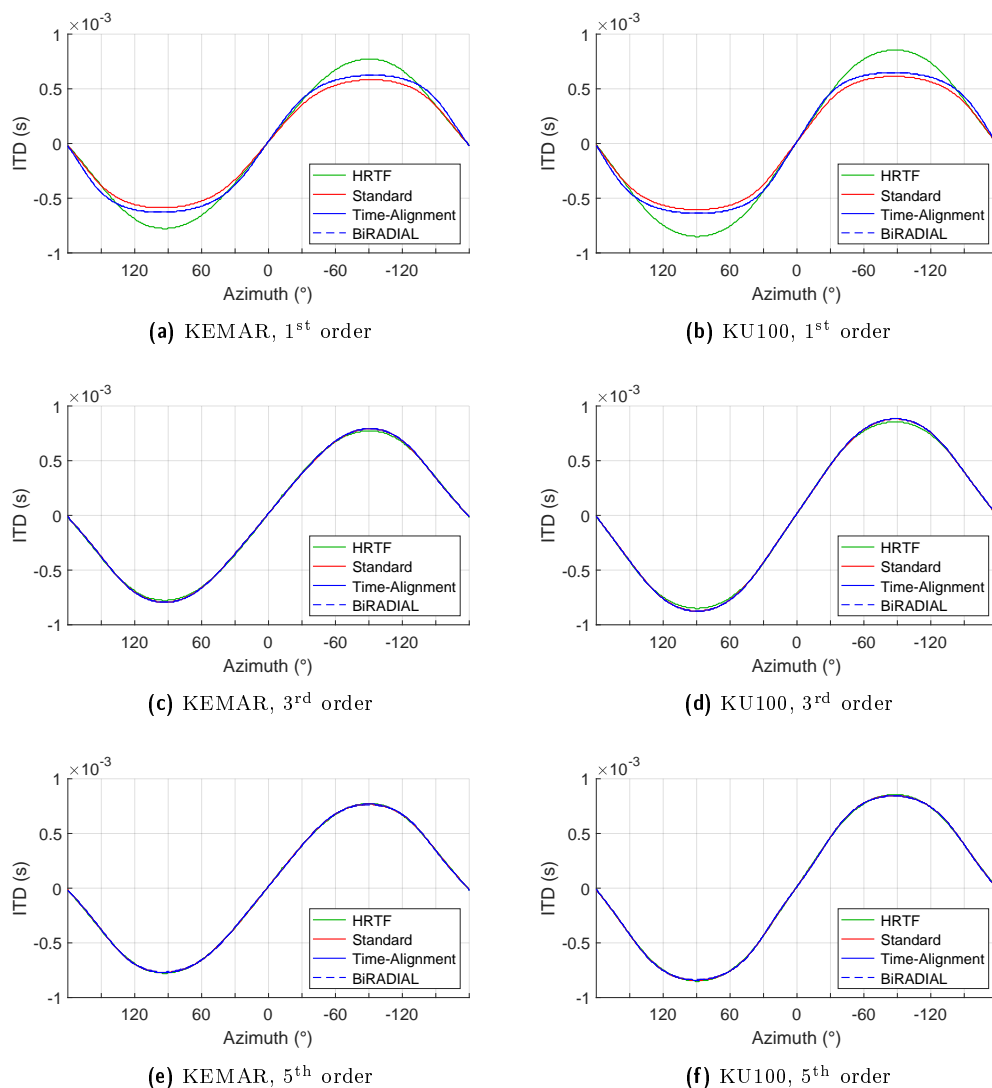 ×10-3
1
0.5
0
-0.5
-1
ITD (s)
HRTF
Standard
Time-Alignment
BiRADIAL
120 60 0 -60 -120
Azimuth (°)
(a) KEMAR, 1st order
×10-3
1
0.5
0
-0.5
-1
ITD (s)
HRTF
Standard
Time-Alignment
BiRADIAL
120 60 0 -60 -120
Azimuth (°)
(b) KU100, 1st order
×10-3
1
0.5
0
-0.5
-1
ITD (s)
HRTF
Standard
Time-Alignment
BiRADIAL
120 60 0 -60 -120
Azimuth (°)
(c) KEMAR, 3rd order
×10-3
1
0.5
0
-0.5
-1
ITD (s)
HRTF
Standard
Time-Alignment
BiRADIAL
120 60 0 -60 -120
Azimuth (°)
(d) KU100, 3rd order
×10-3
1
0.5
0
-0.5
-1
ITD (s)
HRTF
Standard
Time-Alignment
BiRADIAL
120 60 0 -60 -120
Azimuth (°)
(e) KEMAR, 5th order
×10-3
1
0.5
0
-0.5
-1
ITD (s)
HRTF
Standard
Time-Alignment
BiRADIAL
120 60 0 -60 -120
Azimuth (°)
(f) KU100, 5th order